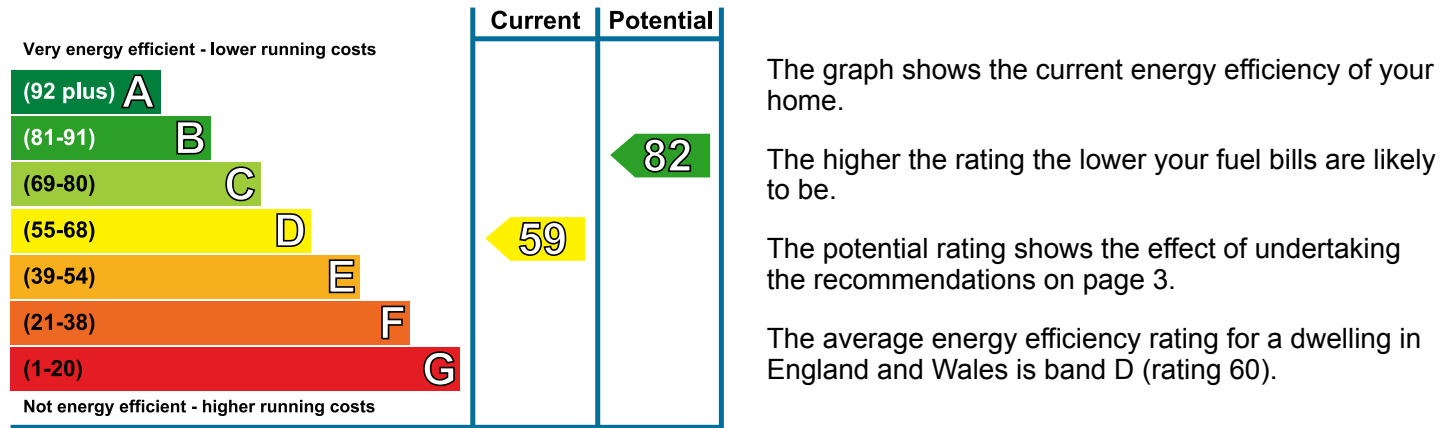 Current Potential
Very energy efficient - lower running costs
(92 plus) A
(81-91) B
82
(69-80) C
(55-68) D
59
(39-54) E
(21-38) F
(1-20) G
Not energy efficient - higher running costs
The graph shows the current energy efficiency of your
home.
The higher the rating the lower your fuel bills are likely
to be.
The potential rating shows the effect of undertaking
the recommendations on page 3.
The average energy efficiency rating for a dwelling in
England and Wales is band D (rating 60).